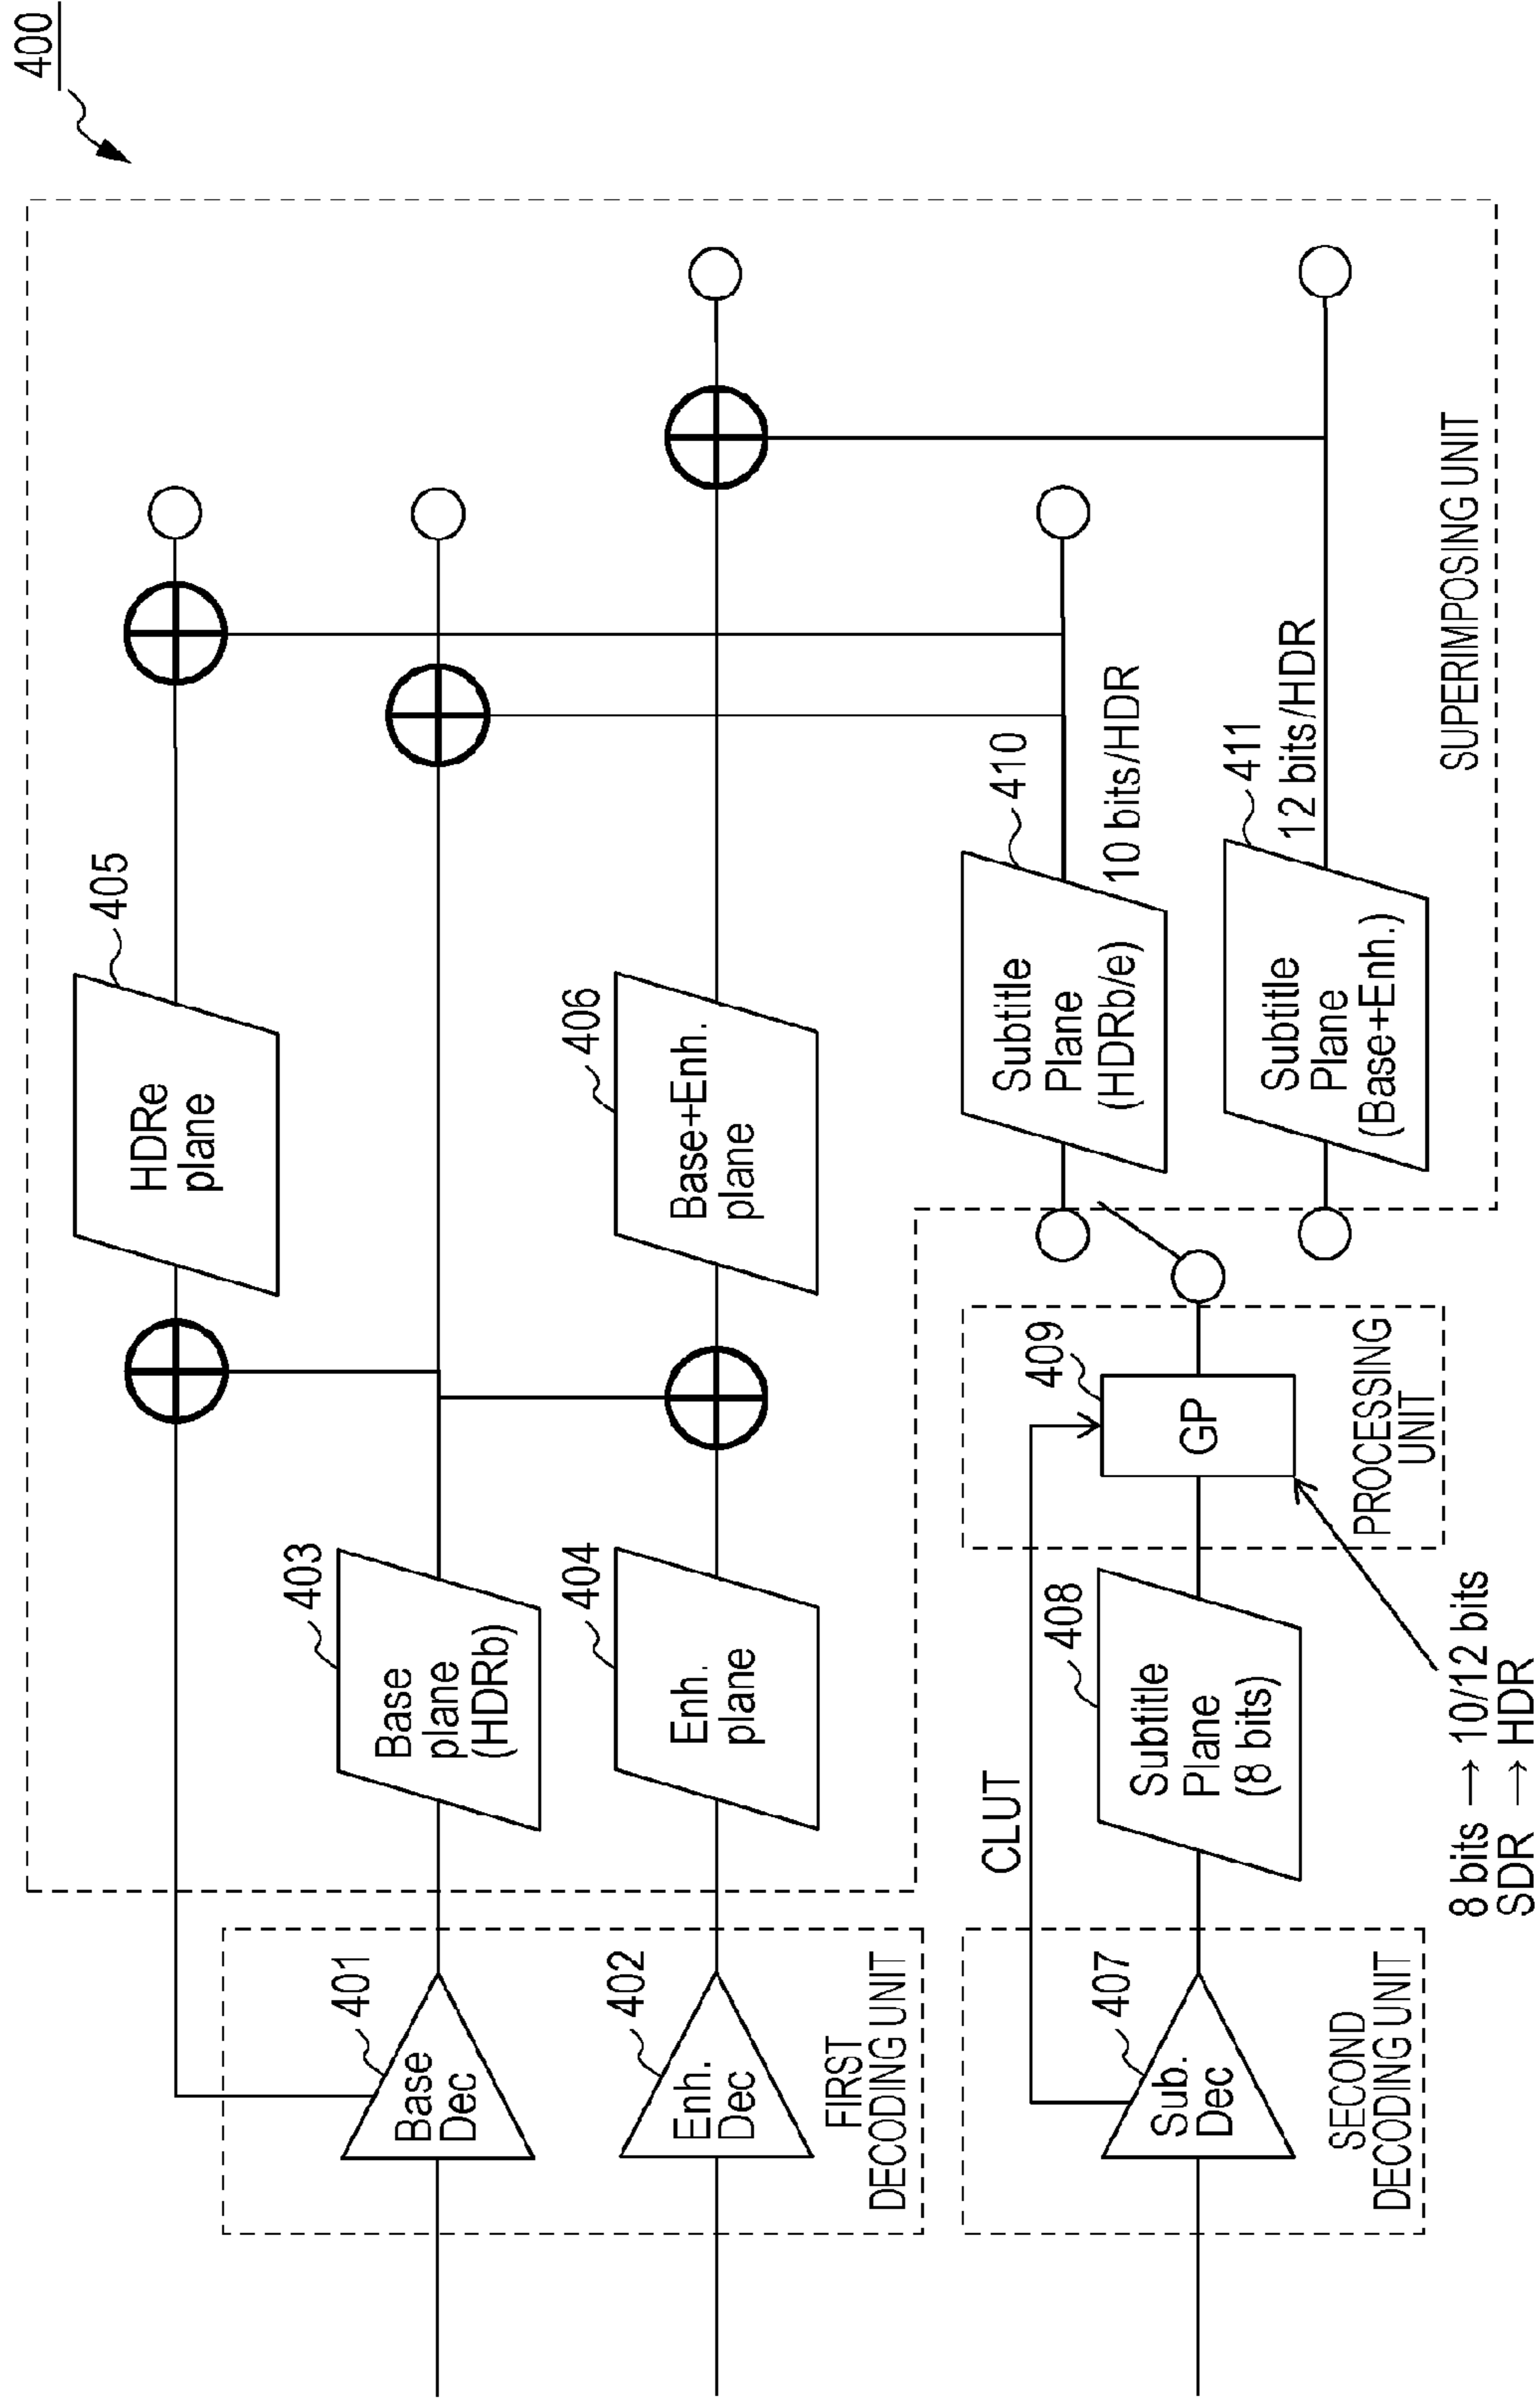 400
405
HDRe
plane
403
Base
plane
(HDRb)
406
Base+Enh.
plane
404
Enh.
plane
401
Base
Dec
402
Enh.
Dec
FIRST
DECODING UNIT
410
Subtitle
Plane
(HDRb/e)
10 bits/HDR
411
12 bits/HDR
Subtitle
Plane
(Base+Enh.)
SUPERIMPOSING UNIT
CLUT
407
Sub.
Dec
SECOND
DECODING UNIT
408
Subtitle
Plane
(8 bits)
409
GP
PROCESSING
UNIT
8 bits → 10/12 bits
SDR → HDR